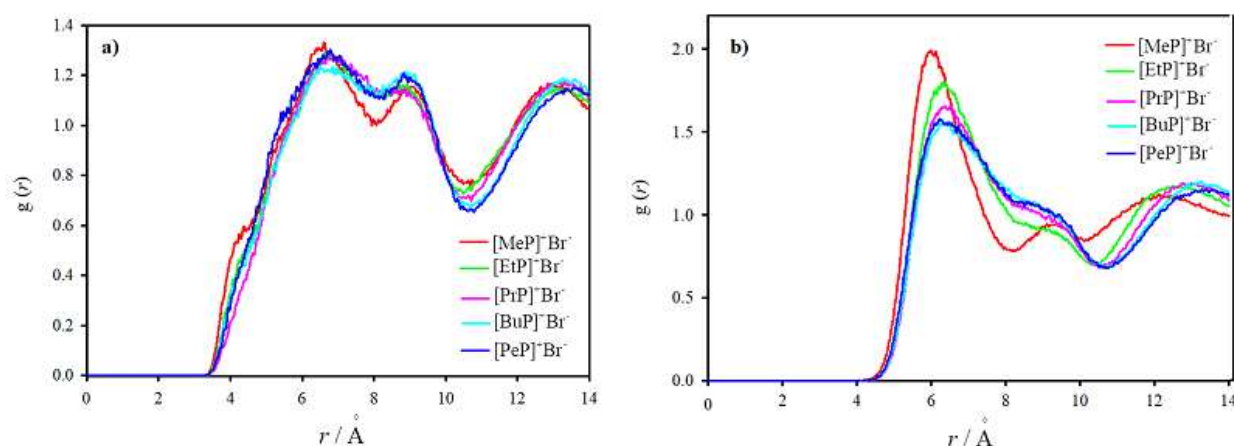 a)
1.4
1.2
1.0
0.8
0.6
0.4
0.2
0.0
g (r)
[MeP]⁺Br⁻
[EtP]⁺Br⁻
[PrP]⁺Br⁻
[BuP]⁺Br⁻
[PeP]⁺Br⁻
0 2 4 6 8 10 12 14
r / Å
b)
2.0
1.5
1.0
0.5
0.0
g (r)
[MeP]⁺Br⁻
[EtP]⁺Br⁻
[PrP]⁺Br⁻
[BuP]⁺Br⁻
[PeP]⁺Br⁻
0 2 4 6 8 10 12 14
r / Å